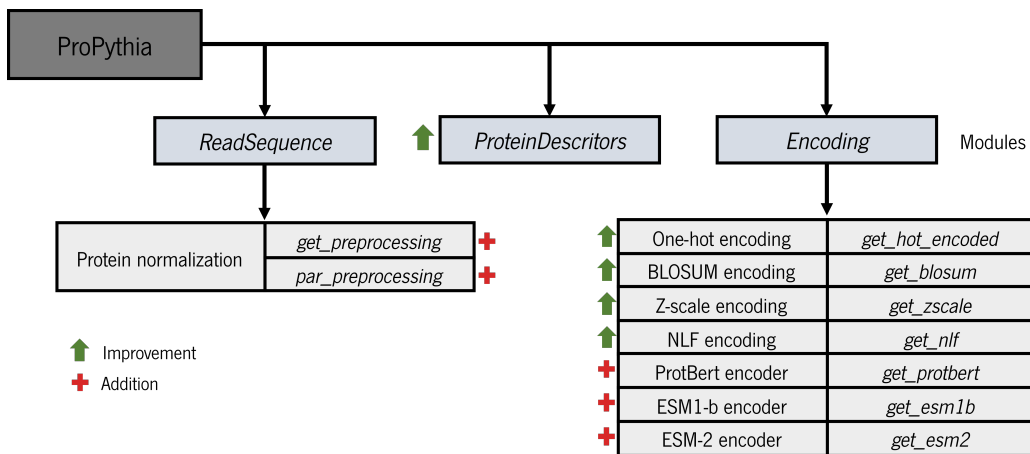 ProPythia
ReadSequence
ProteinDescritors
Encoding
Modules
Protein normalization
get_preprocessing
par_preprocessing
One-hot encoding
get_hot_encoded
BLOSUM encoding
get_blosum
Z-scale encoding
get_zscale
NLF encoding
get_nlf
ProtBert encoder
get_protbert
ESM1-b encoder
get_esm1b
ESM-2 encoder
get_esm2
Improvement
Addition